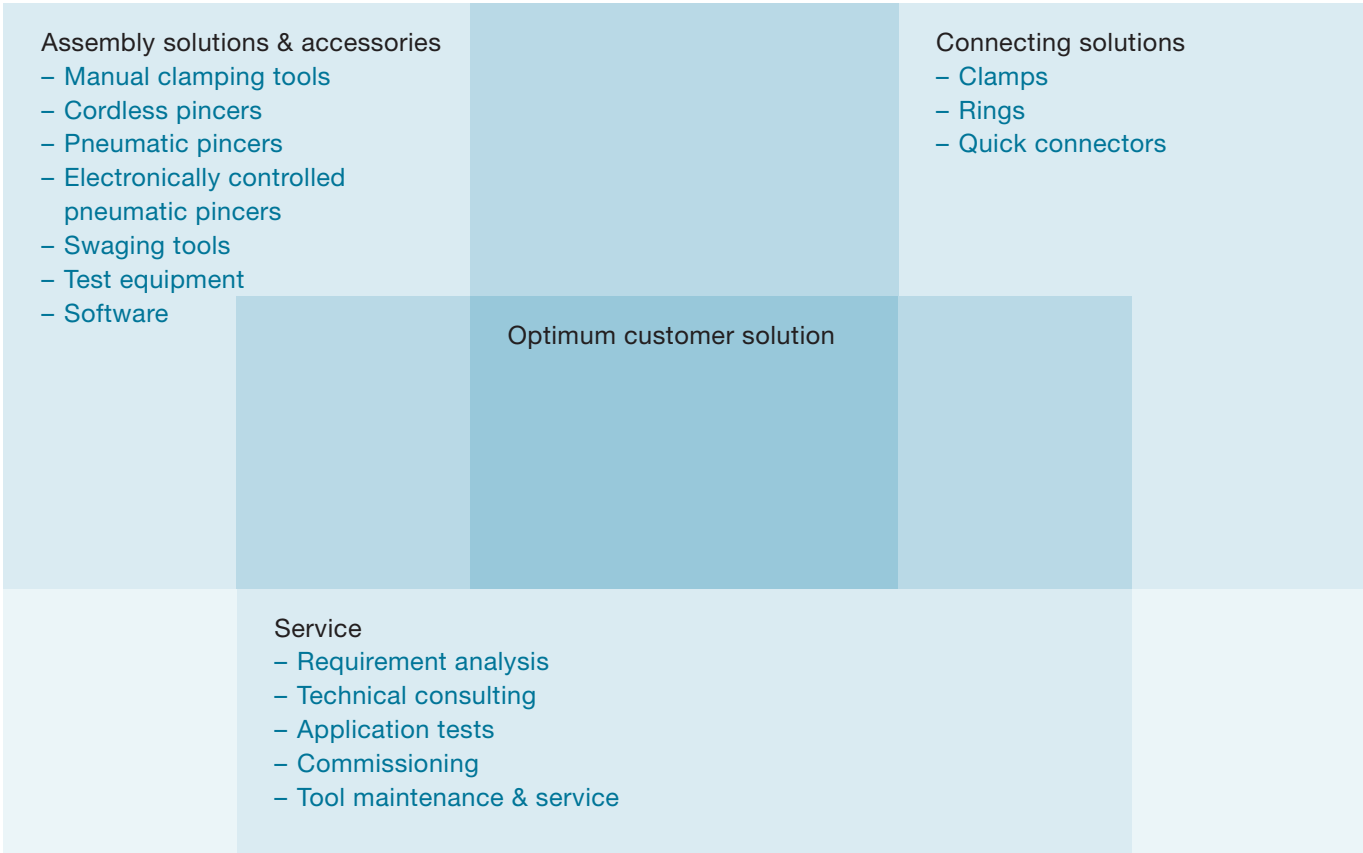 Assembly solutions & accessories
– Manual clamping tools
– Cordless pincers
– Pneumatic pincers
– Electronically controlled
pneumatic pincers
– Swaging tools
– Test equipment
– Software
Connecting solutions
– Clamps
– Rings
– Quick connectors
Optimum customer solution
Service
– Requirement analysis
– Technical consulting
– Application tests
– Commissioning
– Tool maintenance & service